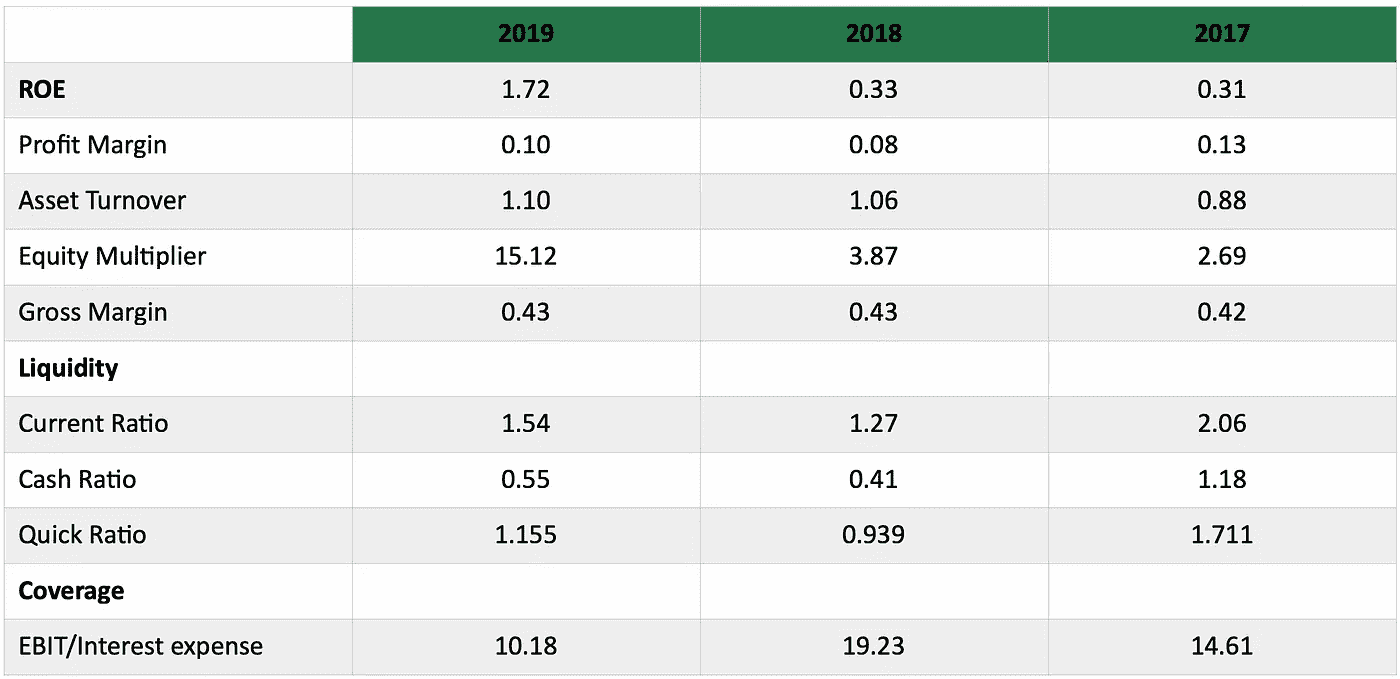 2019 2018 2017
ROE 1.72 0.33 0.31
Profit Margin 0.10 0.08 0.13
Asset Turnover 1.10 1.06 0.88
Equity Multiplier 15.12 3.87 2.69
Gross Margin 0.43 0.43 0.42
Liquidity
Current Ratio 1.54 1.27 2.06
Cash Ratio 0.55 0.41 1.18
Quick Ratio 1.155 0.939 1.711
Coverage
EBIT/Interest expense 10.18 19.23 14.61